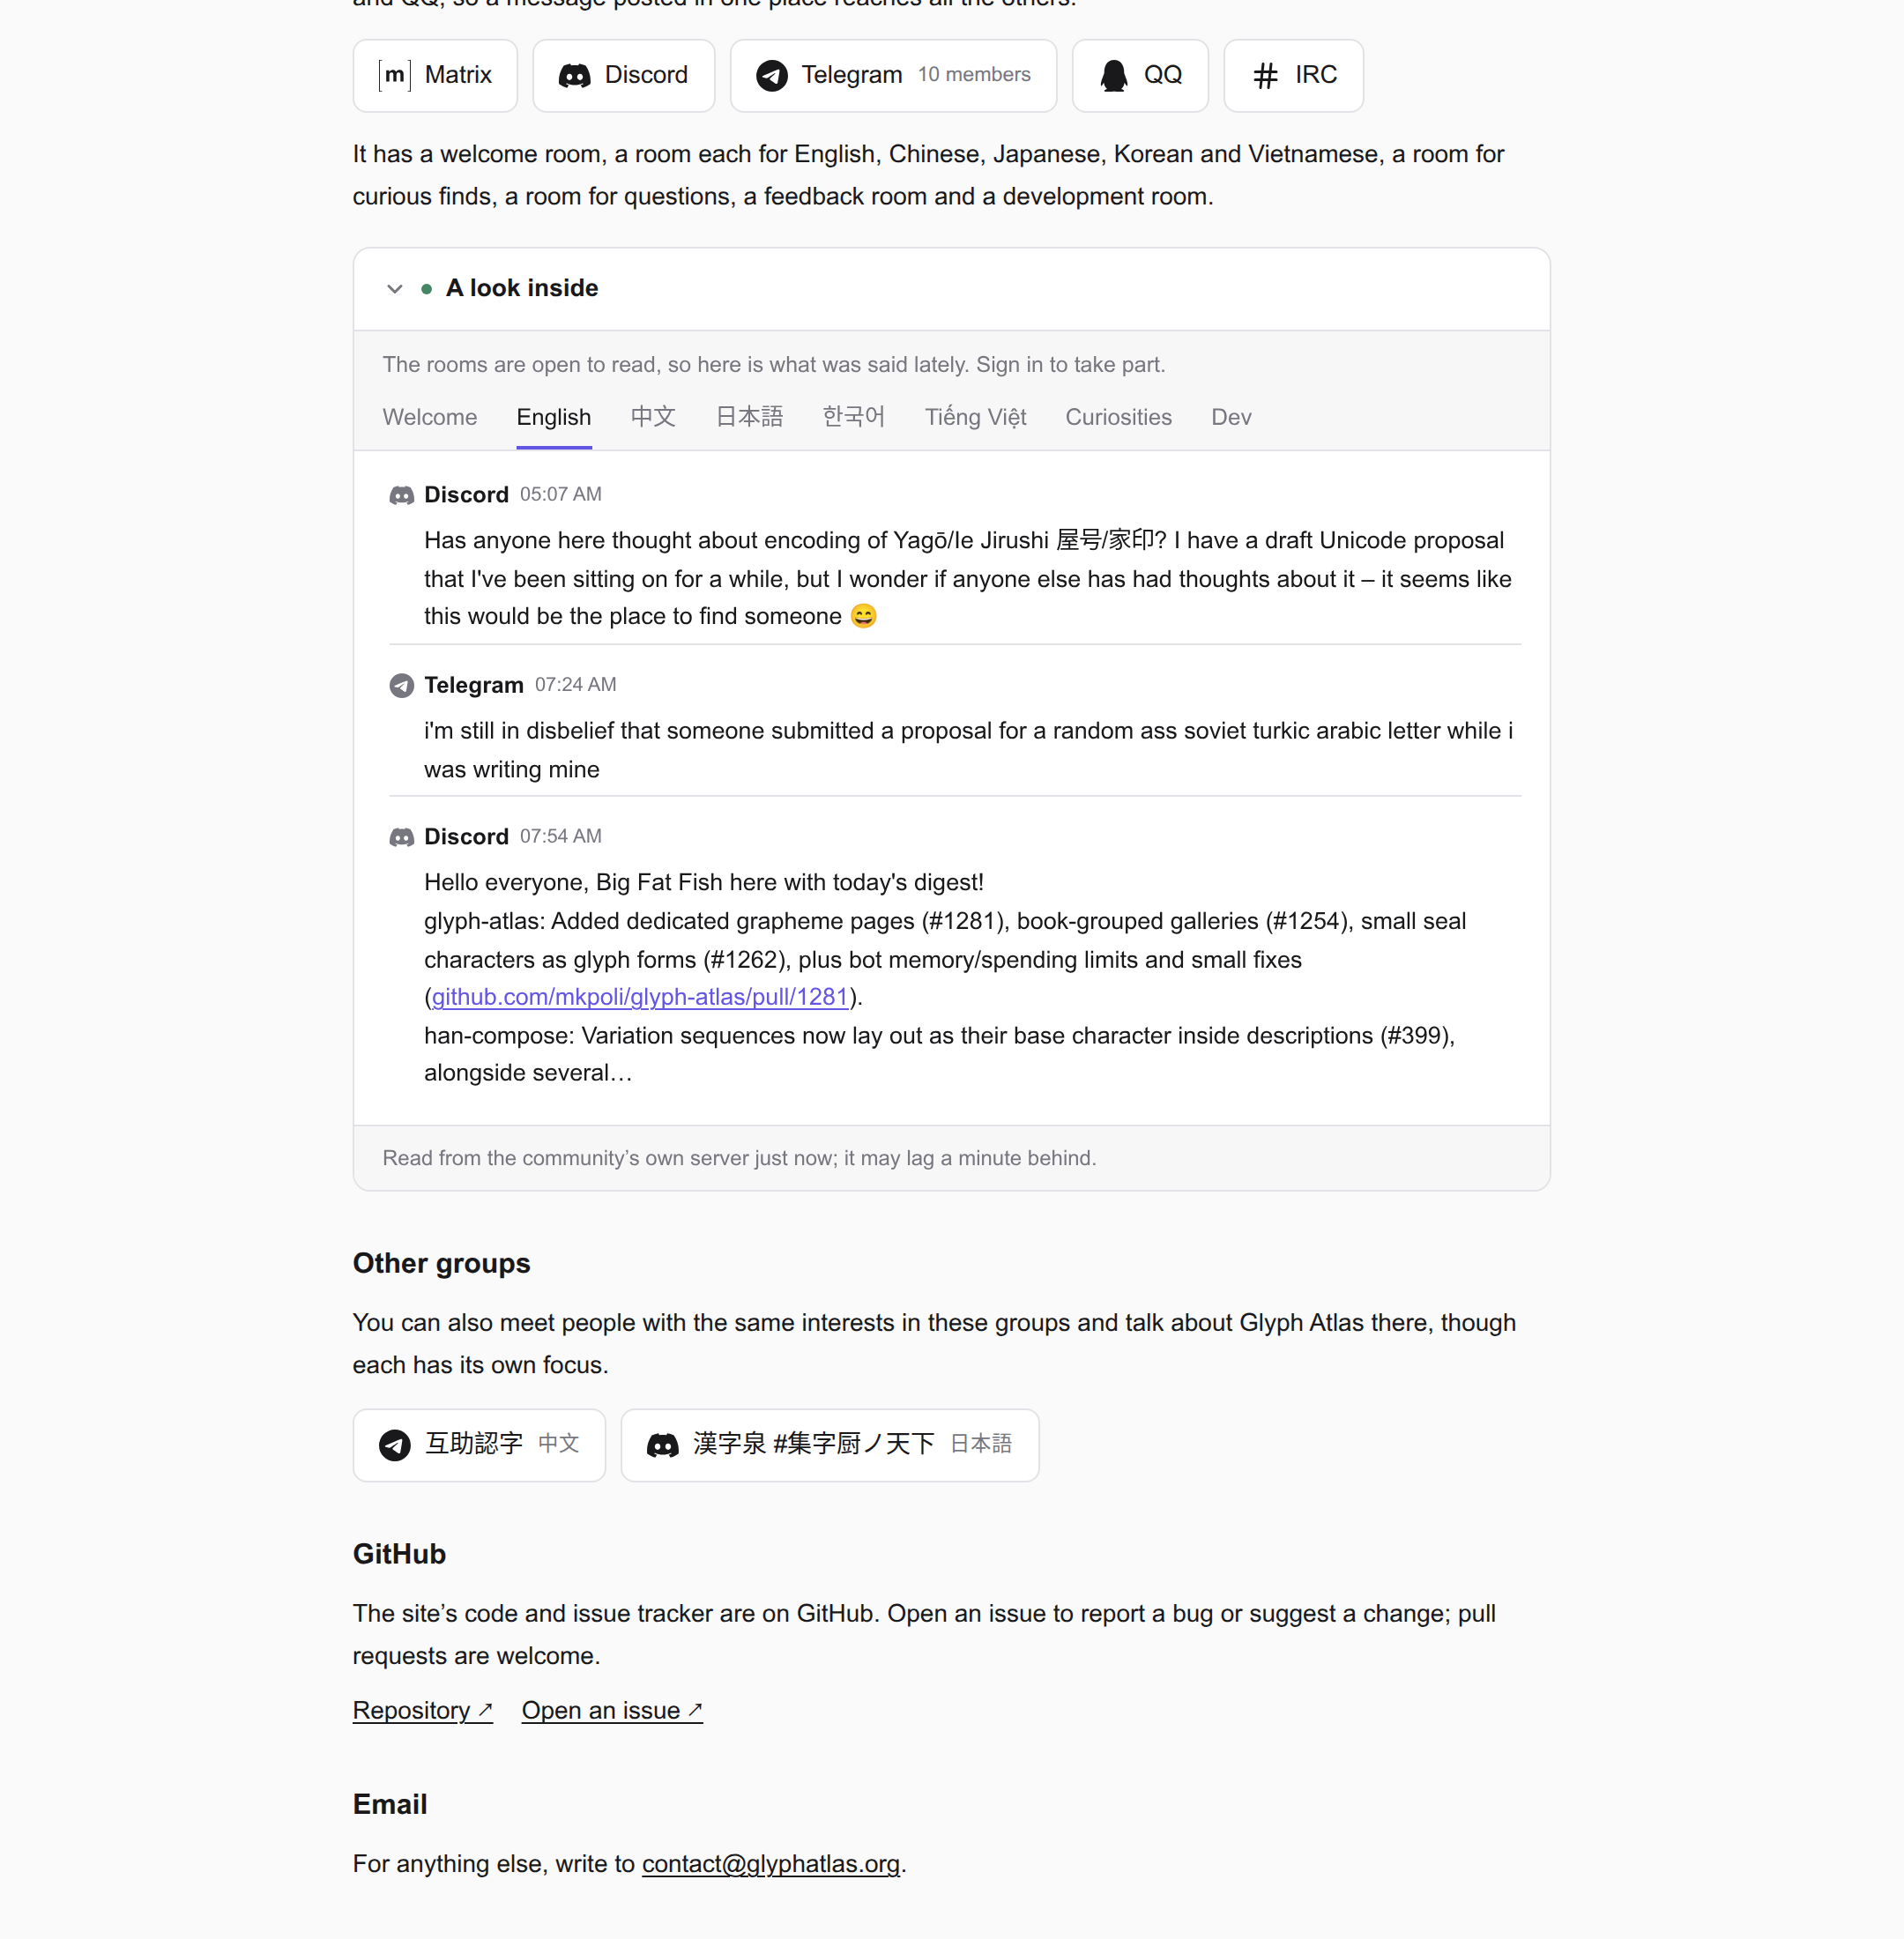 and QQ, so a message posted in one place reaches all the others.
[m] Matrix
Discord
Telegram 10 members
QQ
# IRC
It has a welcome room, a room each for English, Chinese, Japanese, Korean and Vietnamese, a room for
curious finds, a room for questions, a feedback room and a development room.
A look inside
The rooms are open to read, so here is what was said lately. Sign in to take part.
Welcome English 中文 日本語 한국어 Tiếng Việt Curiosities Dev
Discord 05:07 AM
Has anyone here thought about encoding of Yagō/Ie Jirushi 屋号/家印? I have a draft Unicode proposal
that I've been sitting on for a while, but I wonder if anyone else has had thoughts about it – it seems like
this would be the place to find someone 😄
Telegram 07:24 AM
i'm still in disbelief that someone submitted a proposal for a random ass soviet turkic arabic letter while i
was writing mine
Discord 07:54 AM
Hello everyone, Big Fat Fish here with today's digest!
glyph-atlas: Added dedicated grapheme pages (#1281), book-grouped galleries (#1254), small seal
characters as glyph forms (#1262), plus bot memory/spending limits and small fixes
(github.com/mkpoli/glyph-atlas/pull/1281).
han-compose: Variation sequences now lay out as their base character inside descriptions (#399),
alongside several…
Read from the community’s own server just now; it may lag a minute behind.
Other groups
You can also meet people with the same interests in these groups and talk about Glyph Atlas there, though
each has its own focus.
互助認字 中文
漢字泉 #集字厨ノ天下 日本語
GitHub
The site’s code and issue tracker are on GitHub. Open an issue to report a bug or suggest a change; pull
requests are welcome.
Repository ↗ Open an issue ↗
Email
For anything else, write to contact@glyphatlas.org.